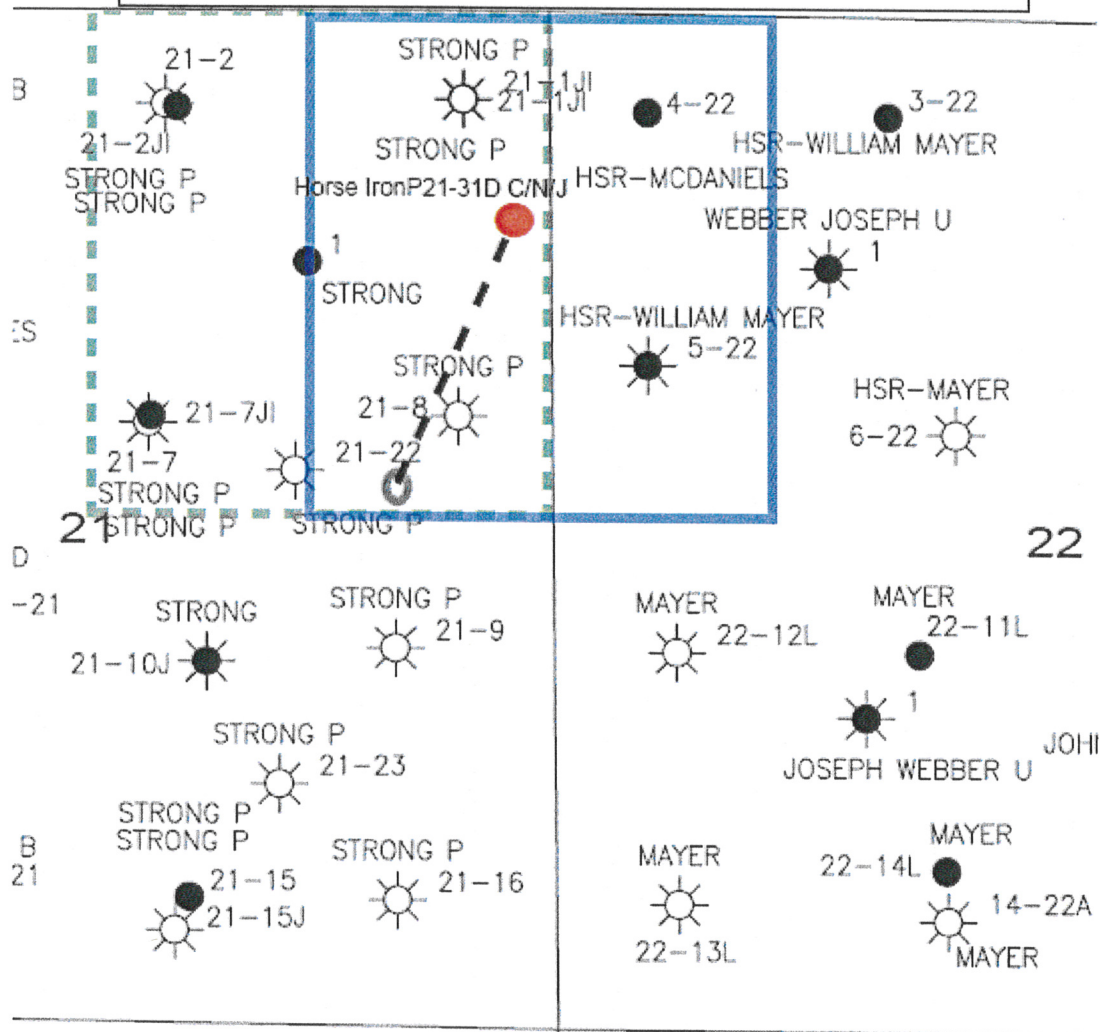 B
21-2
21-2JI
STRONG P
STRONG P
STRONG P
21-1JI
21-1JI
STRONG P
Horse IronP21-31D C/N/J
4-22
HSR-MCDANIELS
3-22
HSR-WILLIAM MAYER
WEBBER JOSEPH U
1
1
STRONG
ES
HSR-WILLIAM MAYER
5-22
STRONG P
21-8
21-22
STRONG P
21-7JI
21-7
STRONG P
STRONG P
HSR-MAYER
6-22
21
22
D
-21
STRONG
21-10J
STRONG P
21-9
MAYER
22-12L
MAYER
22-11L
1
JOSEPH WEBBER U
JOHI
STRONG P
21-23
STRONG P
STRONG P
21-15
21-15J
B
21
STRONG P
21-16
MAYER
22-13L
MAYER
22-14L
14-22A
MAYER